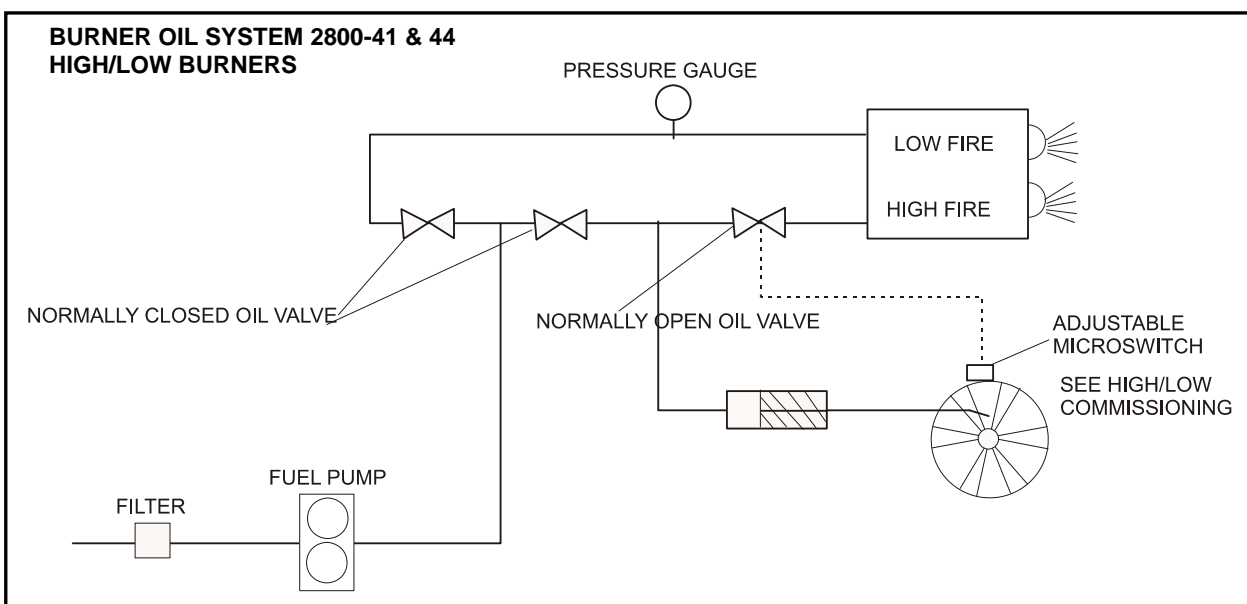 BURNER OIL SYSTEM 2800-41 & 44
HIGH/LOW BURNERS
PRESSURE GAUGE
LOW FIRE
HIGH FIRE
NORMALLY CLOSED OIL VALVE
NORMALLY OPEN OIL VALVE
ADJUSTABLE
MICROSWITCH
SEE HIGH/LOW
COMMISSIONING
FUEL PUMP
FILTER